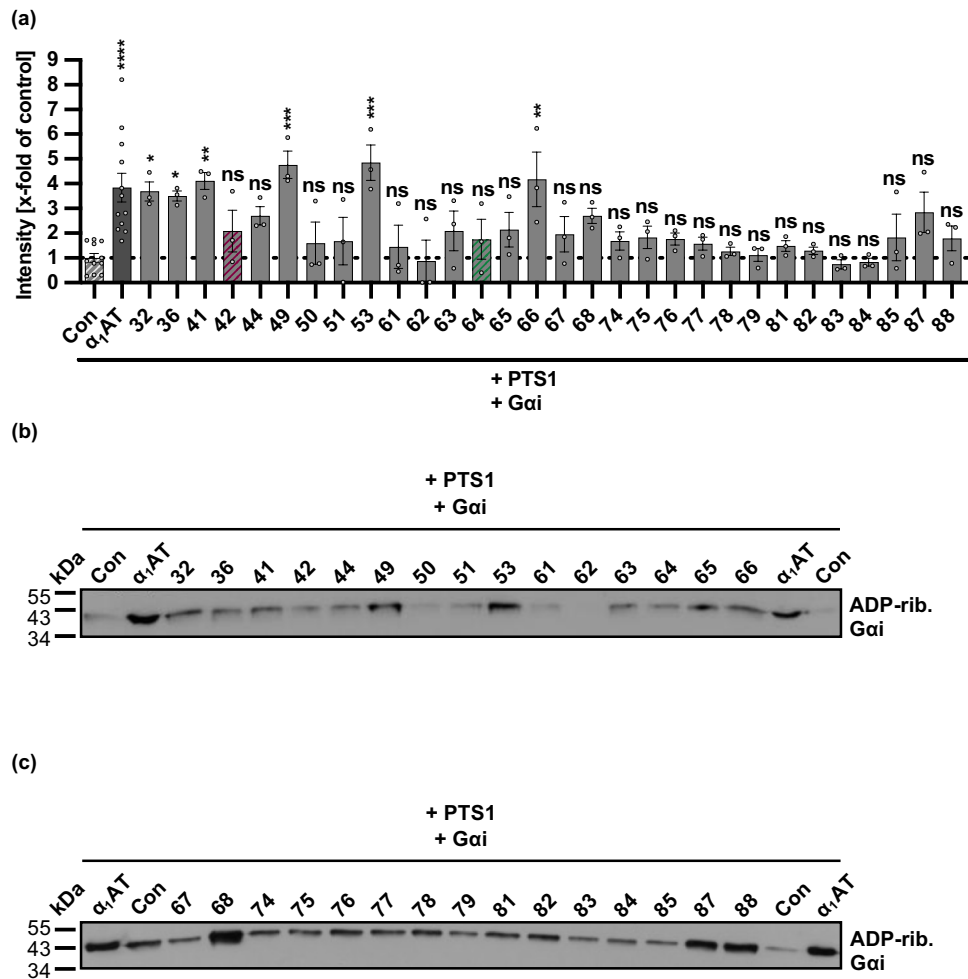 (a)
Intensity [x-fold of control]
9
8
7
6
5
4
3
2
1
0
**** * * ** ns ns *** ns ns *** ns ns ns ns ns ** ns ns ns ns ns ns ns ns ns ns ns ns ns ns ns
Con α₁AT 32 36 41 42 44 49 50 51 53 61 62 63 64 65 66 67 68 74 75 76 77 78 79 81 82 83 84 85 87 88
+ PTS1
+ Gαi
(b)
+ PTS1
+ Gαi
kDa Con α₁AT 32 36 41 42 44 49 50 51 53 61 62 63 64 65 66 α₁AT Con
55
43
34
ADP-rib.
Gαi
(c)
+ PTS1
+ Gαi
kDa α₁AT Con 67 68 74 75 76 77 78 79 81 82 83 84 85 87 88 Con α₁AT
55
43
34
ADP-rib.
Gαi